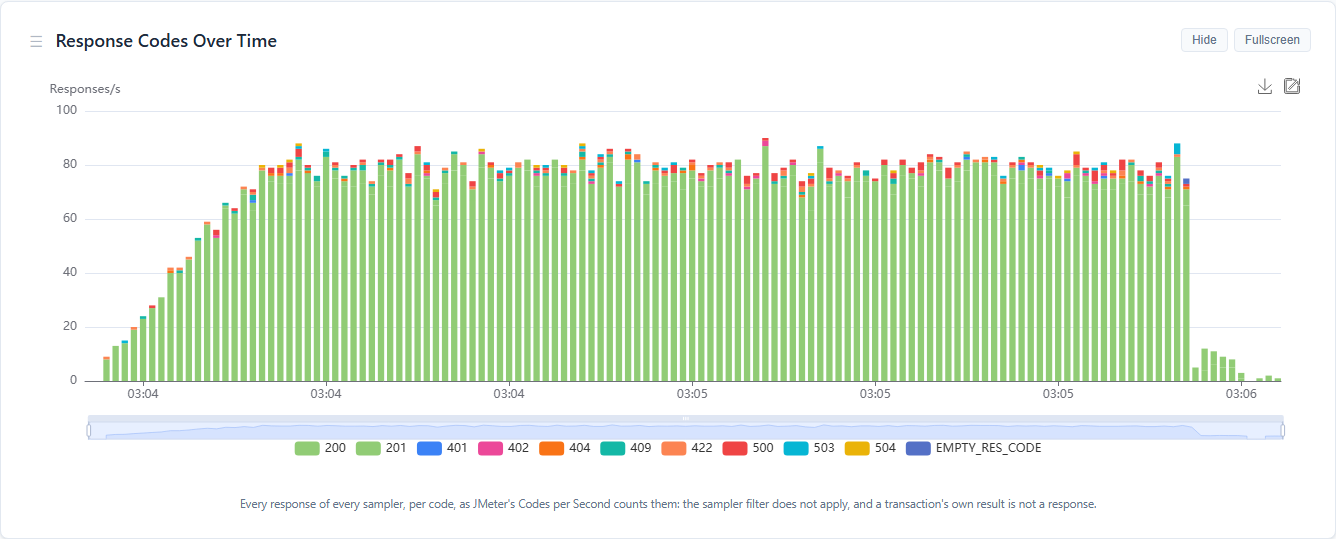 Response Codes Over Time
Hide
Fullscreen
Responses/s
100
80
60
40
20
0
03:04 03:04 03:04 03:05 03:05 03:05 03:06
200 201 401 402 404 409 422 500 503 504 EMPTY_RES_CODE
Every response of every sampler, per code, as JMeter's Codes per Second counts them: the sampler filter does not apply, and a transaction's own result is not a response.